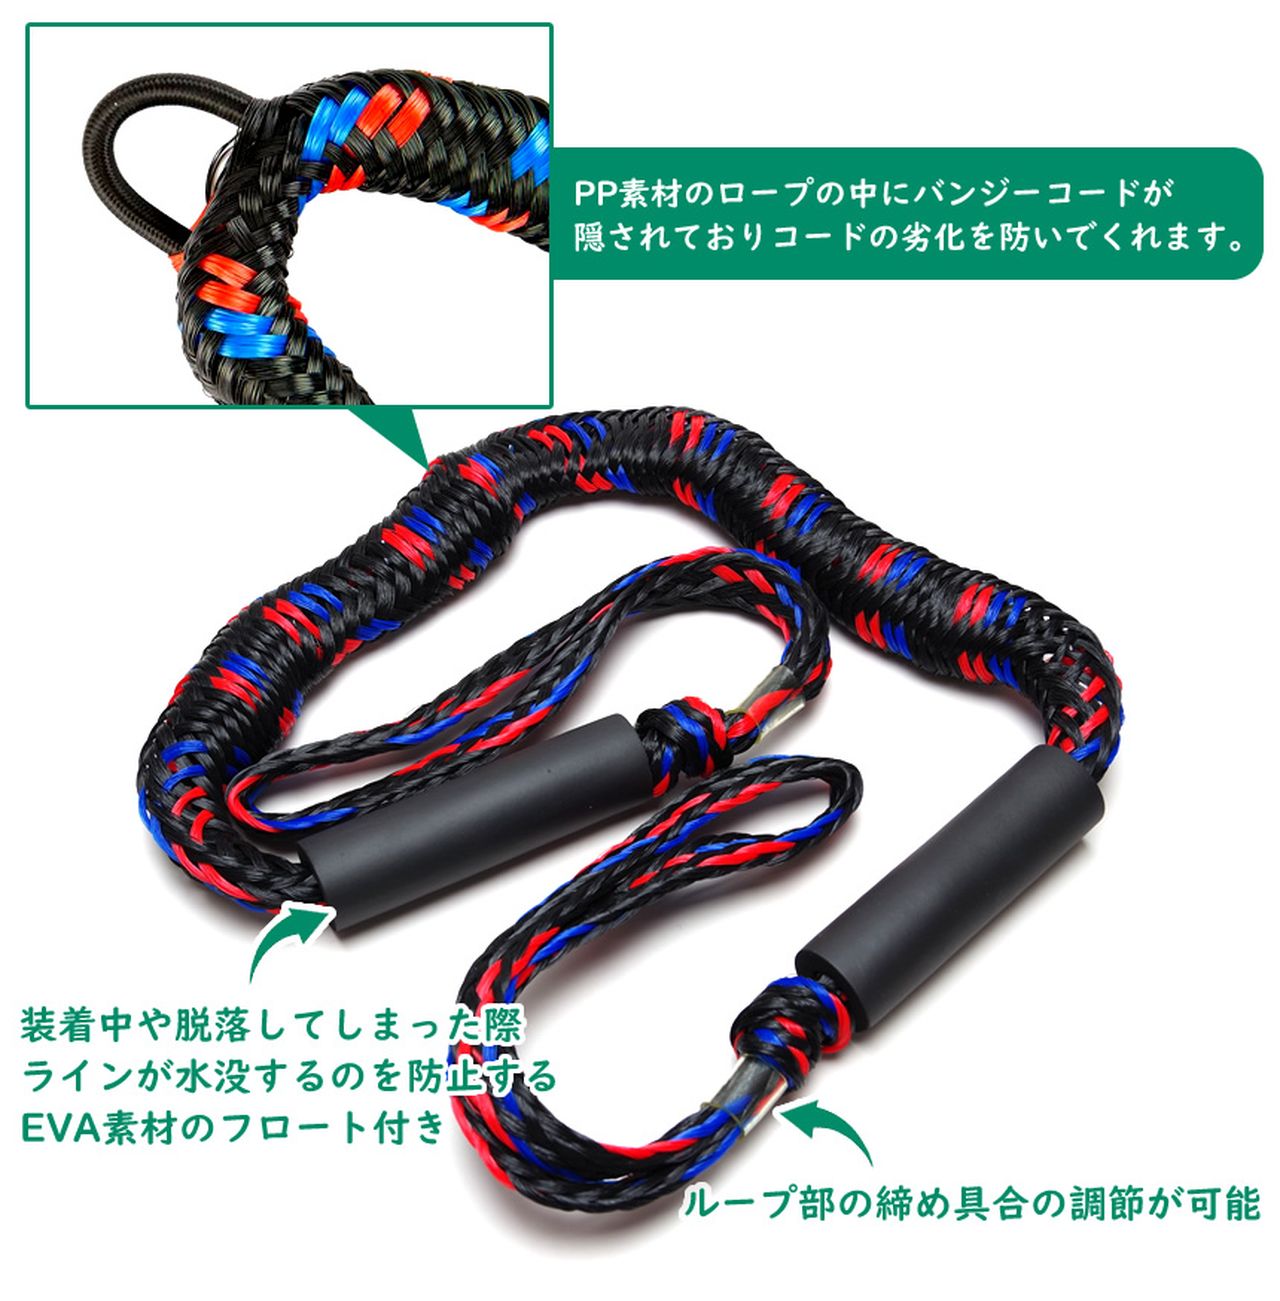 PP素材のロープの中にバンジーコードが
隠されておりコードの劣化を防いでくれます。
装着中や脱落してしまった際
ラインが水没するのを防止する
EVA素材のフロート付き
ループ部の締め具合の調節が可能